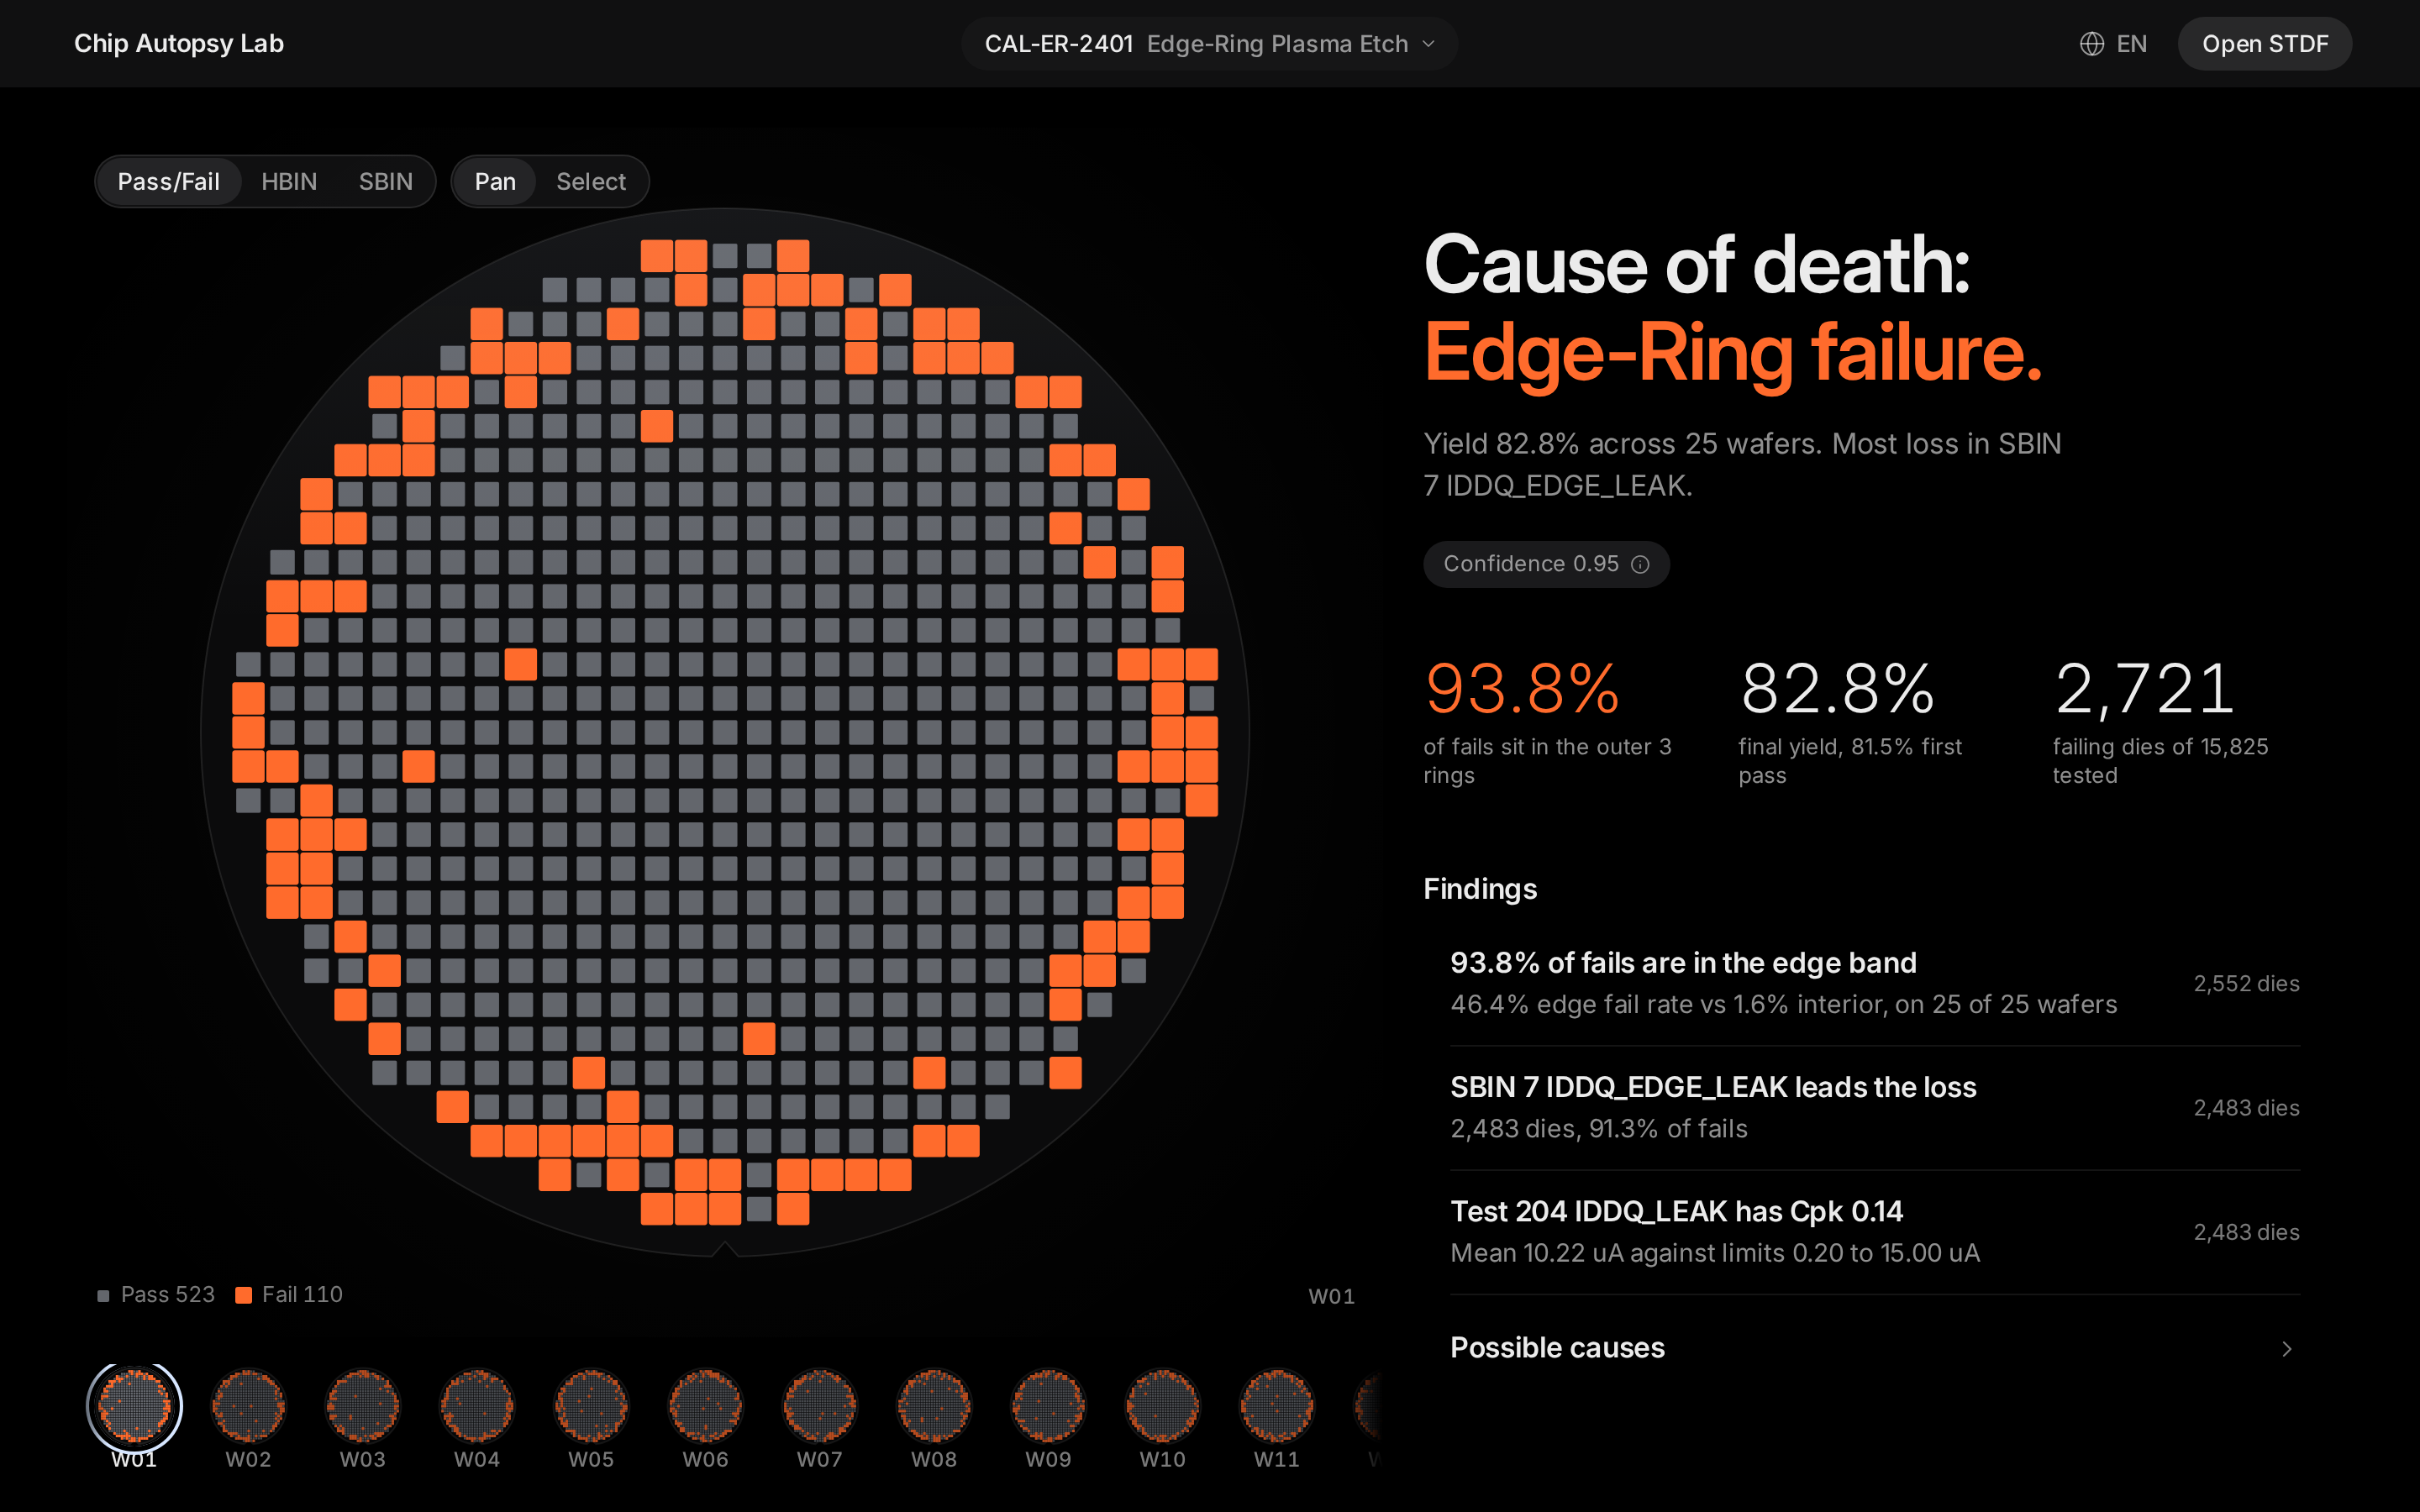 Chip Autopsy Lab
CAL-ER-2401 Edge-Ring Plasma Etch
EN
Open STDF
Pass/Fail HBIN SBIN
Pan Select
Pass 523 Fail 110
W01
W01 W02 W03 W04 W05 W06 W07 W08 W09 W10 W11
Cause of death:
Edge-Ring failure.
Yield 82.8% across 25 wafers. Most loss in SBIN
7 IDDQ_EDGE_LEAK.
Confidence 0.95
93.8%
of fails sit in the outer 3
rings
82.8%
final yield, 81.5% first
pass
2,721
failing dies of 15,825
tested
Findings
93.8% of fails are in the edge band
46.4% edge fail rate vs 1.6% interior, on 25 of 25 wafers
2,552 dies
SBIN 7 IDDQ_EDGE_LEAK leads the loss
2,483 dies, 91.3% of fails
2,483 dies
Test 204 IDDQ_LEAK has Cpk 0.14
Mean 10.22 uA against limits 0.20 to 15.00 uA
2,483 dies
Possible causes